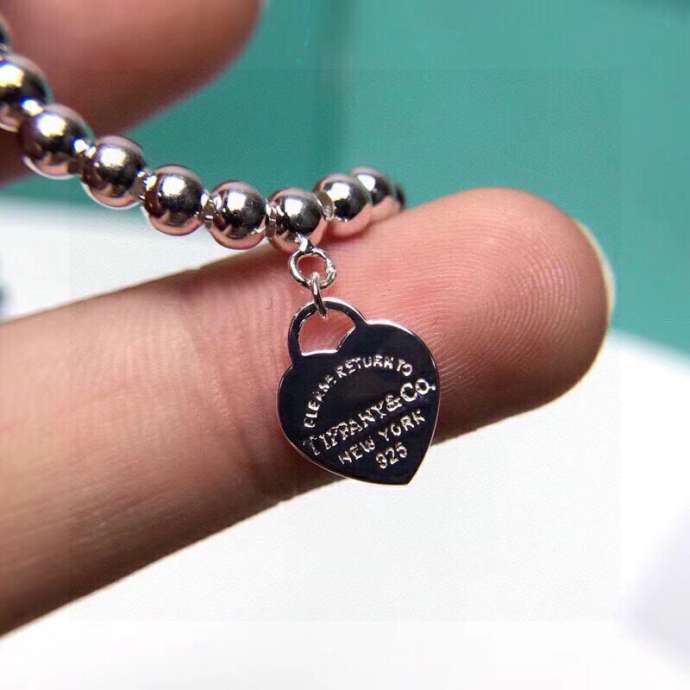 PLEASE RETURN TO
TIFFANY & Co.
NEW YORK
925